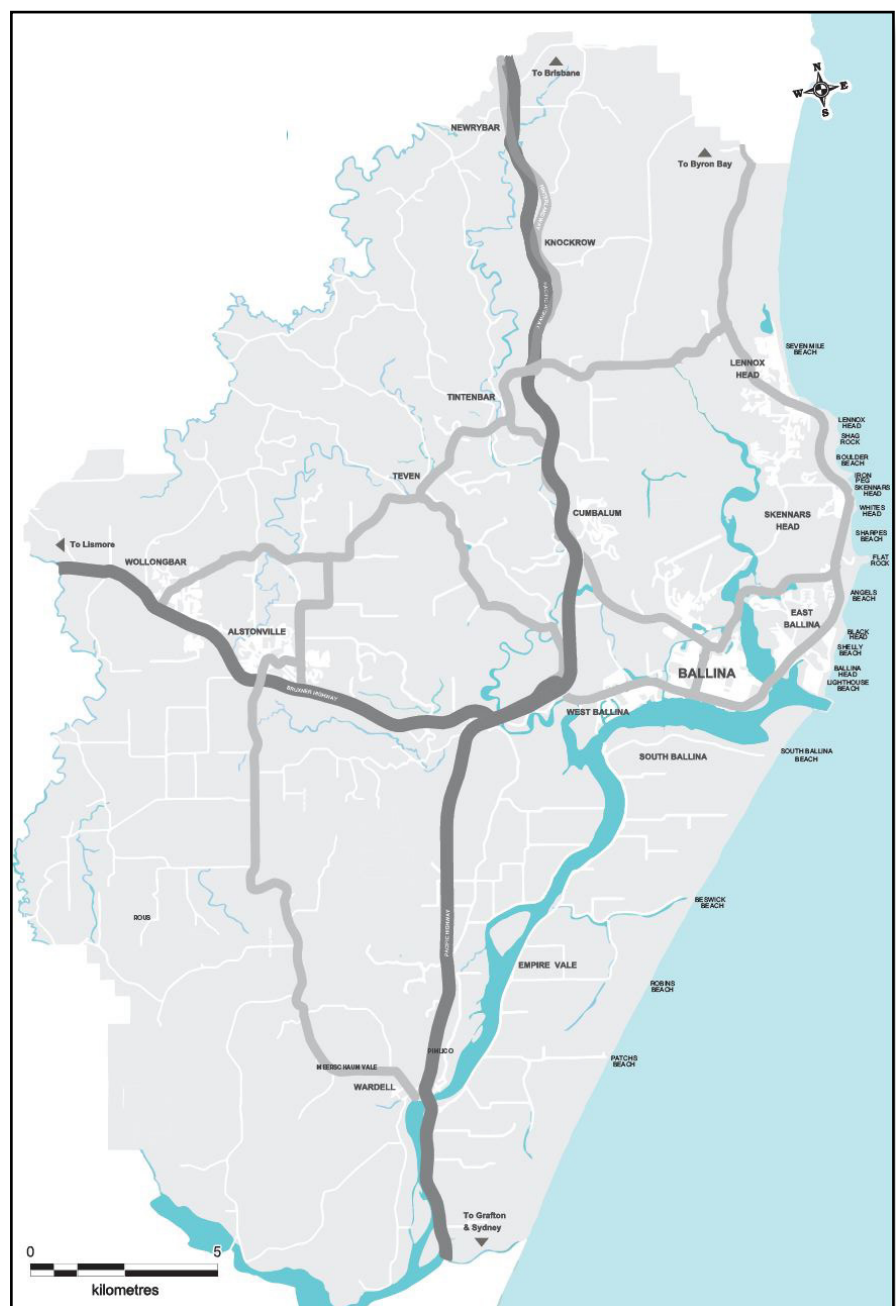 N
W E
S
To Brisbane
NEWRYBAR
To Byron Bay
KNOCKROW
SEVEN MILE
BEACH
LENNOX
HEAD
TINTENBAR
LENNOX
HEAD
SHAG
ROCK
BOULDER
BEACH
TEVEN
IRON
PEG
SKENNARS
HEAD
CUMBALUM
SKENNARS
HEAD
WHITES
HEAD
SHARPES
BEACH
To Lismore
WOLLONGBAR
FLAT
ROCK
ANGELS
BEACH
EAST
BALLINA
ALSTONVILLE
BLACK
HEAD
SHELLY
BEACH
BALLINA
BALLINA
HEAD
LIGHTHOUSE
BEACH
BRUXNER HIGHWAY
WEST BALLINA
SOUTH BALLINA
SOUTH BALLINA
BEACH
BESWICK
BEACH
ROUS
PACIFIC HIGHWAY
EMPIRE VALE
ROBINS
BEACH
PIMLICO
PATCHS
BEACH
MEERSCHAUM VALE
WARDELL
To Grafton
& Sydney
0 5
kilometres